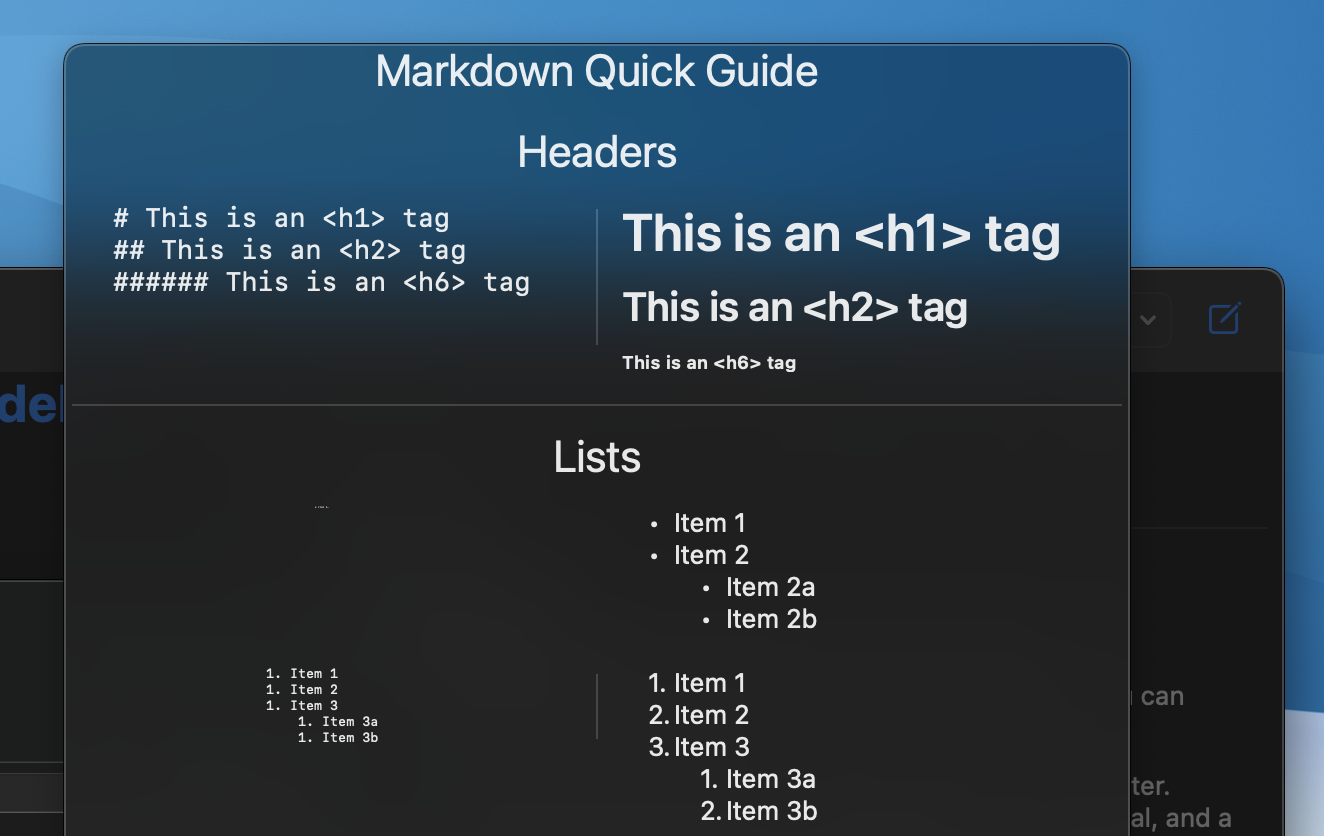 Markdown Quick Guide
Headers
# This is an <h1> tag
## This is an <h2> tag
###### This is an <h6> tag
This is an <h1> tag
This is an <h2> tag
This is an <h6> tag
Lists
• Item 1
• Item 2
• Item 2a
• Item 2b
1. Item 1
1. Item 2
1. Item 3
1. Item 3a
1. Item 3b
1. Item 1
2. Item 2
3. Item 3
1. Item 3a
2. Item 3b
can
ter.
al, and a